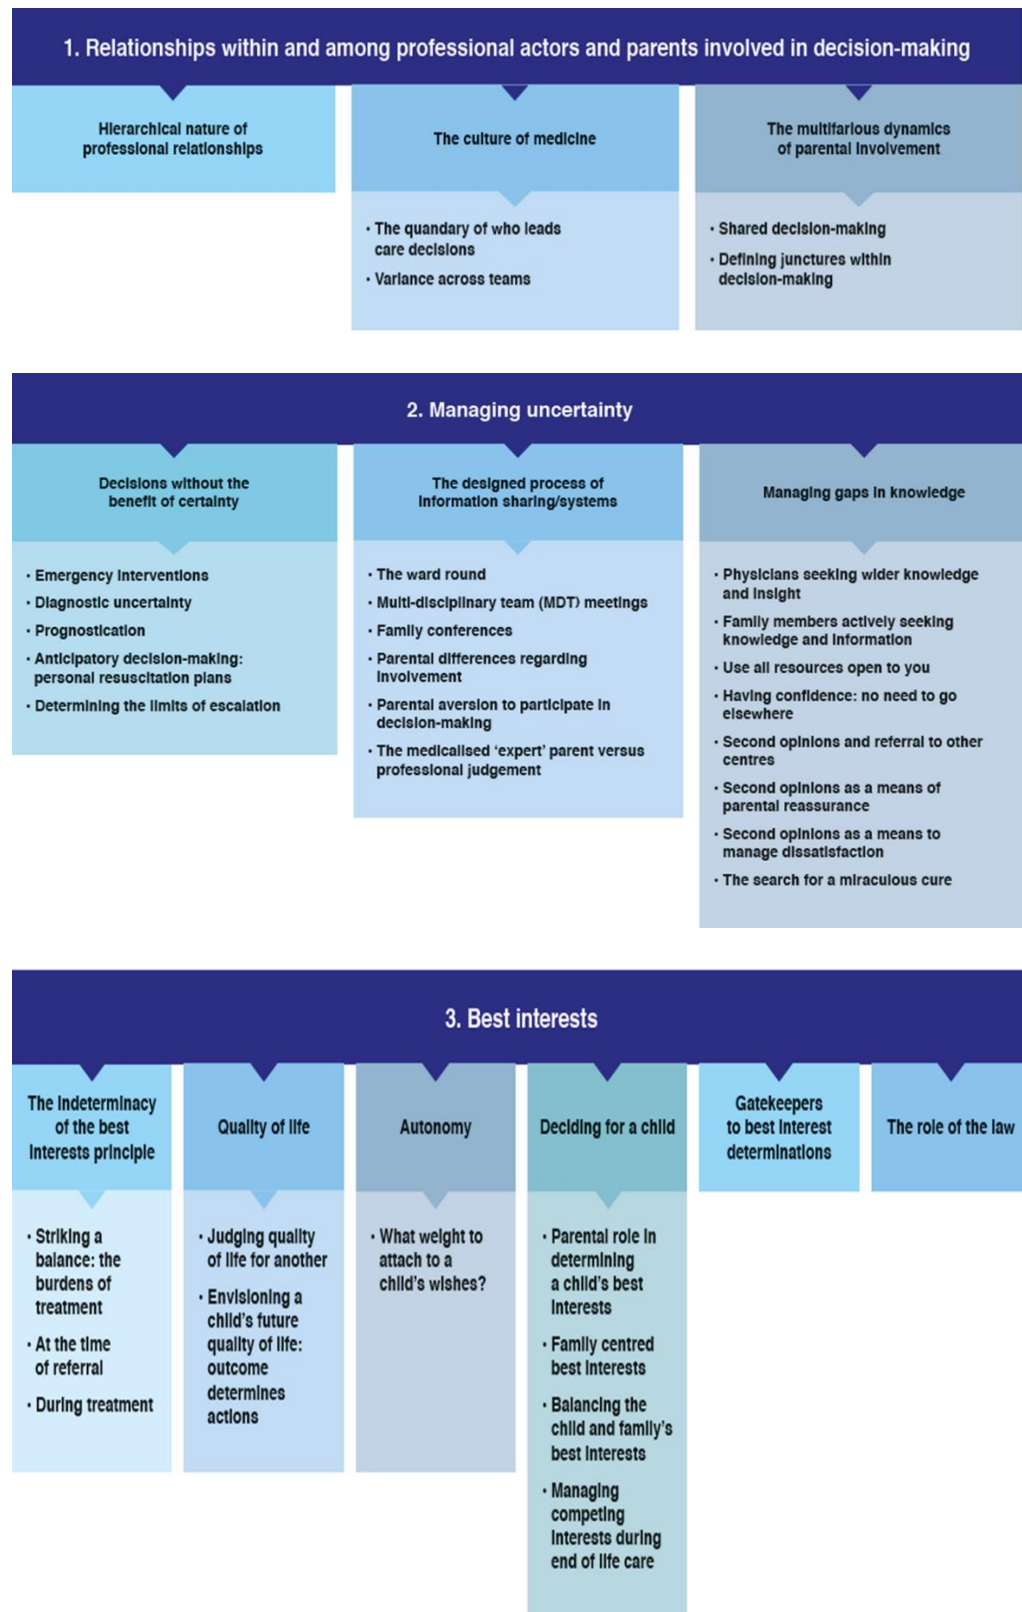 1. Relationships within and among professional actors and parents involved in decision-making
Hierarchical nature of
professional relationships
The culture of medicine
• The quandary of who leads
care decisions
• Variance across teams
The multifarious dynamics
of parental involvement
• Shared decision-making
• Defining junctures within
decision-making
2. Managing uncertainty
Decisions without the
benefit of certainty
• Emergency interventions
• Diagnostic uncertainty
• Prognostication
• Anticipatory decision-making:
personal resuscitation plans
• Determining the limits of escalation
The designed process of
information sharing/systems
• The ward round
• Multi-disciplinary team (MDT) meetings
• Family conferences
• Parental differences regarding
involvement
• Parental aversion to participate in
decision-making
• The medicalised ‘expert’ parent versus
professional judgement
Managing gaps in knowledge
• Physicians seeking wider knowledge
and insight
• Family members actively seeking
knowledge and information
• Use all resources open to you
• Having confidence: no need to go
elsewhere
• Second opinions and referral to other
centres
• Second opinions as a means of
parental reassurance
• Second opinions as a means to
manage dissatisfaction
• The search for a miraculous cure
3. Best interests
The indeterminacy
of the best
interests principle
• Striking a
balance: the
burdens of
treatment
• At the time
of referral
• During treatment
Quality of life
• Judging quality
of life for another
• Envisioning a
child’s future
quality of life:
outcome
determines
actions
Autonomy
• What weight to
attach to a
child’s wishes?
Deciding for a child
• Parental role in
determining
a child’s best
interests
• Family centred
best interests
• Balancing the
child and family’s
best interests
• Managing
competing
interests during
end of life care
Gatekeepers
to best interest
determinations
The role of the law